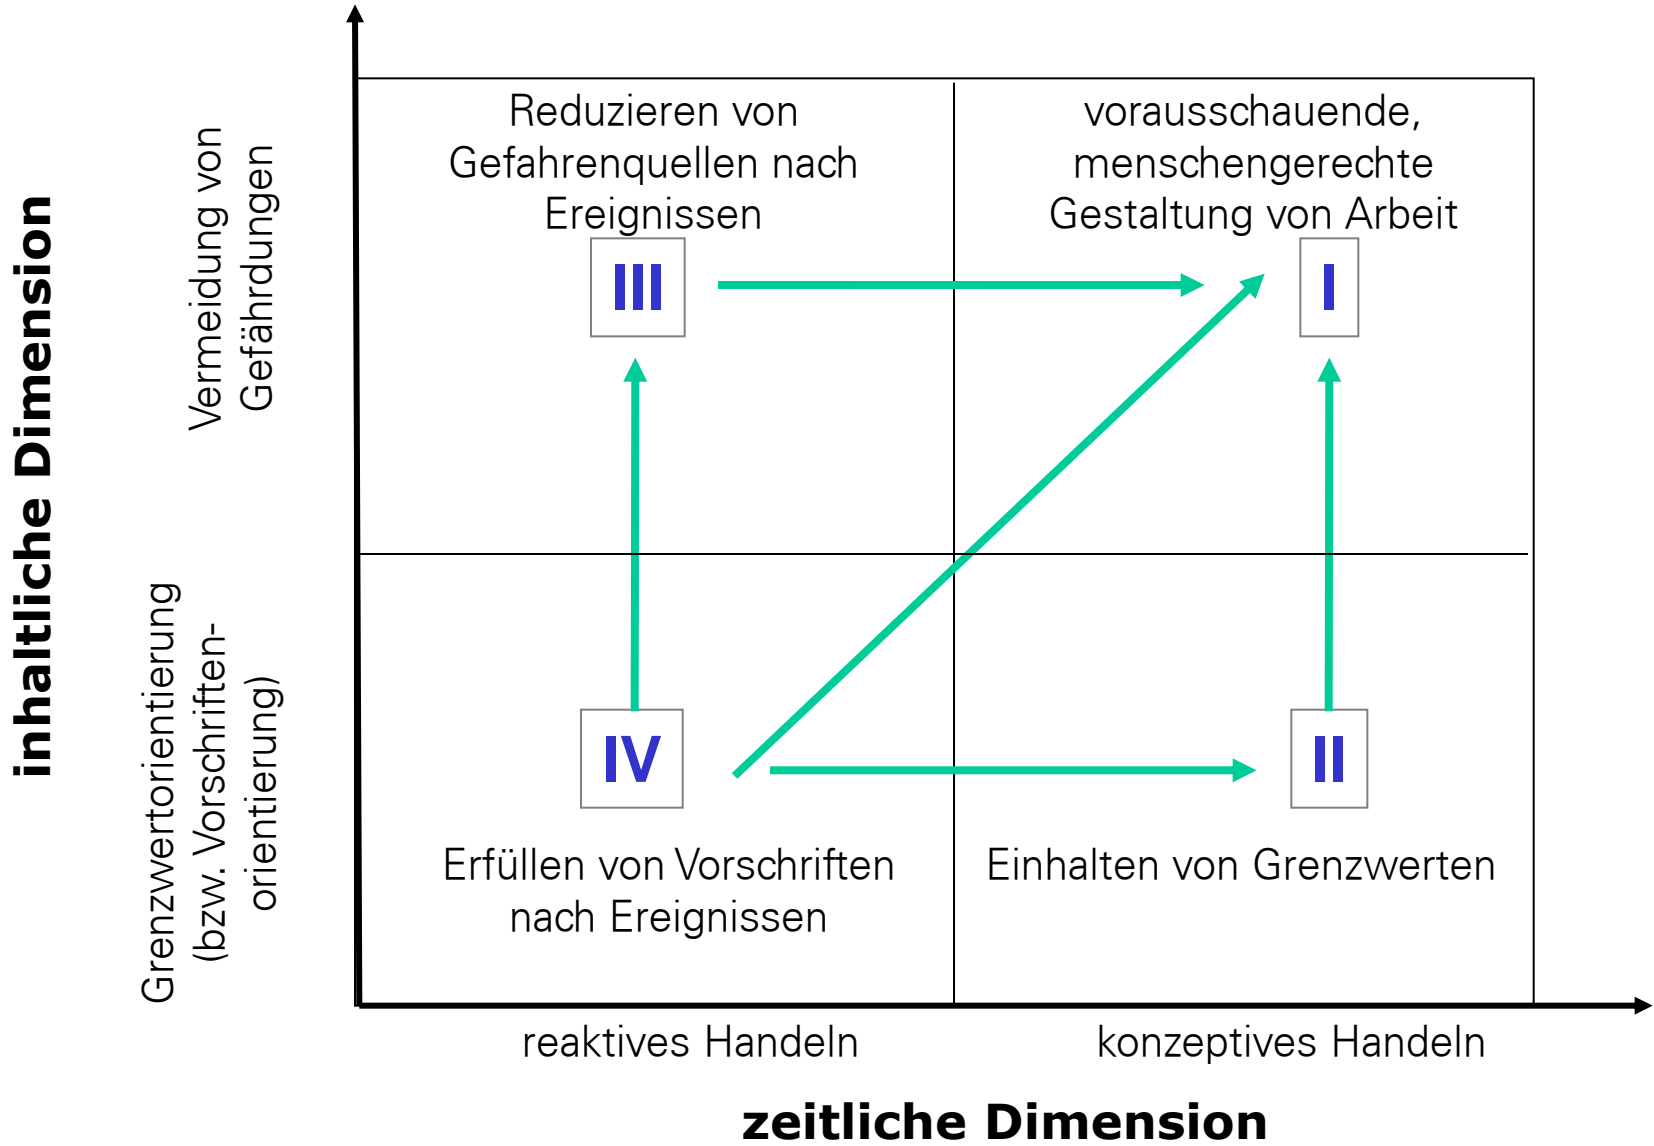 inhaltliche Dimension
Vermeidung von
Gefährdungen
Grenzwertorientierung
(bzw. Vorschriften-
orientierung)
Reduzieren von
Gefahrenquellen nach
Ereignissen
III
vorausschauende,
menschengerechte
Gestaltung von Arbeit
I
IV
Erfüllen von Vorschriften
nach Ereignissen
II
Einhalten von Grenzwerten
reaktives Handeln
konzeptives Handeln
zeitliche Dimension